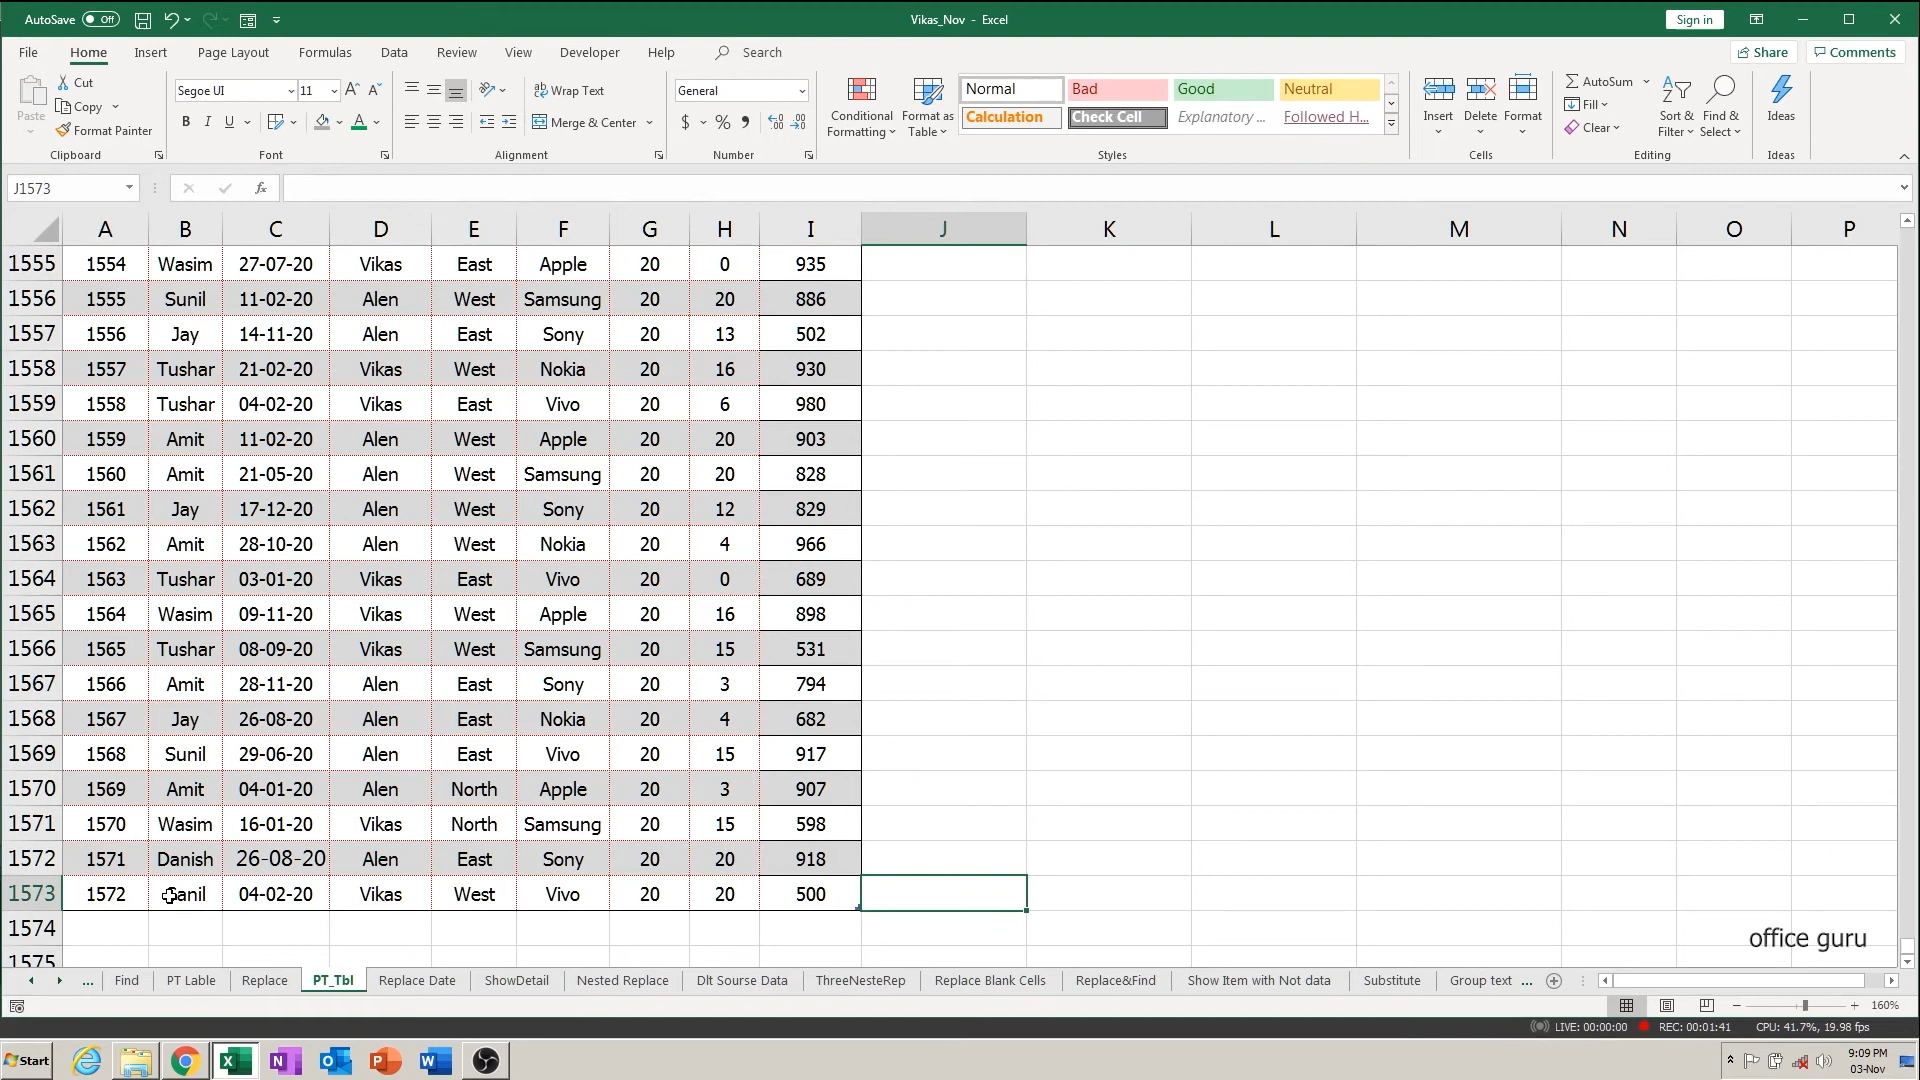 AutoSave Off Vikas_Nov - Excel Sign in
File Home Insert Page Layout Formulas Data Review View Developer Help Search Share Comments
Paste Cut Copy Format Painter Clipboard
Segoe UI 11 A A B I U A Font
Wrap Text Merge & Center Alignment
General $ % Number
Conditional Formatting Format as Table
Normal Bad Good Neutral
Calculation Check Cell Explanatory ... Followed H...
Styles
Insert Delete Format Cells
AutoSum Fill Clear Sort & Filter Find & Select Editing
Ideas Ideas
J1573 fx
A B C D E F G H I J K L M N O P
1555 1554 Wasim 27-07-20 Vikas East Apple 20 0 935
1556 1555 Sunil 11-02-20 Alen West Samsung 20 20 886
1557 1556 Jay 14-11-20 Alen East Sony 20 13 502
1558 1557 Tushar 21-02-20 Vikas West Nokia 20 16 930
1559 1558 Tushar 04-02-20 Vikas East Vivo 20 6 980
1560 1559 Amit 11-02-20 Alen West Apple 20 20 903
1561 1560 Amit 21-05-20 Alen West Samsung 20 20 828
1562 1561 Jay 17-12-20 Alen West Sony 20 12 829
1563 1562 Amit 28-10-20 Alen West Nokia 20 4 966
1564 1563 Tushar 03-01-20 Vikas East Vivo 20 0 689
1565 1564 Wasim 09-11-20 Vikas West Apple 20 16 898
1566 1565 Tushar 08-09-20 Vikas West Samsung 20 15 531
1567 1566 Amit 28-11-20 Alen East Sony 20 3 794
1568 1567 Jay 26-08-20 Alen East Nokia 20 4 682
1569 1568 Sunil 29-06-20 Alen East Vivo 20 15 917
1570 1569 Amit 04-01-20 Alen North Apple 20 3 907
1571 1570 Wasim 16-01-20 Vikas North Samsung 20 15 598
1572 1571 Danish 26-08-20 Alen East Sony 20 20 918
1573 1572 04-02-20 Vikas West Vivo 20 20 500
1574
office guru
1575
... Find PT Lable Replace PT_Tbl Replace Date ShowDetail Nested Replace Dlt Sourse Data ThreeNesteRep Replace Blank Cells Replace&Find Show Item with Not data Substitute Group text ...
160%
LIVE: 00:00:00 REC: 00:01:41 CPU: 41.7%, 19.98 fps
Start 9:09 PM
03-Nov